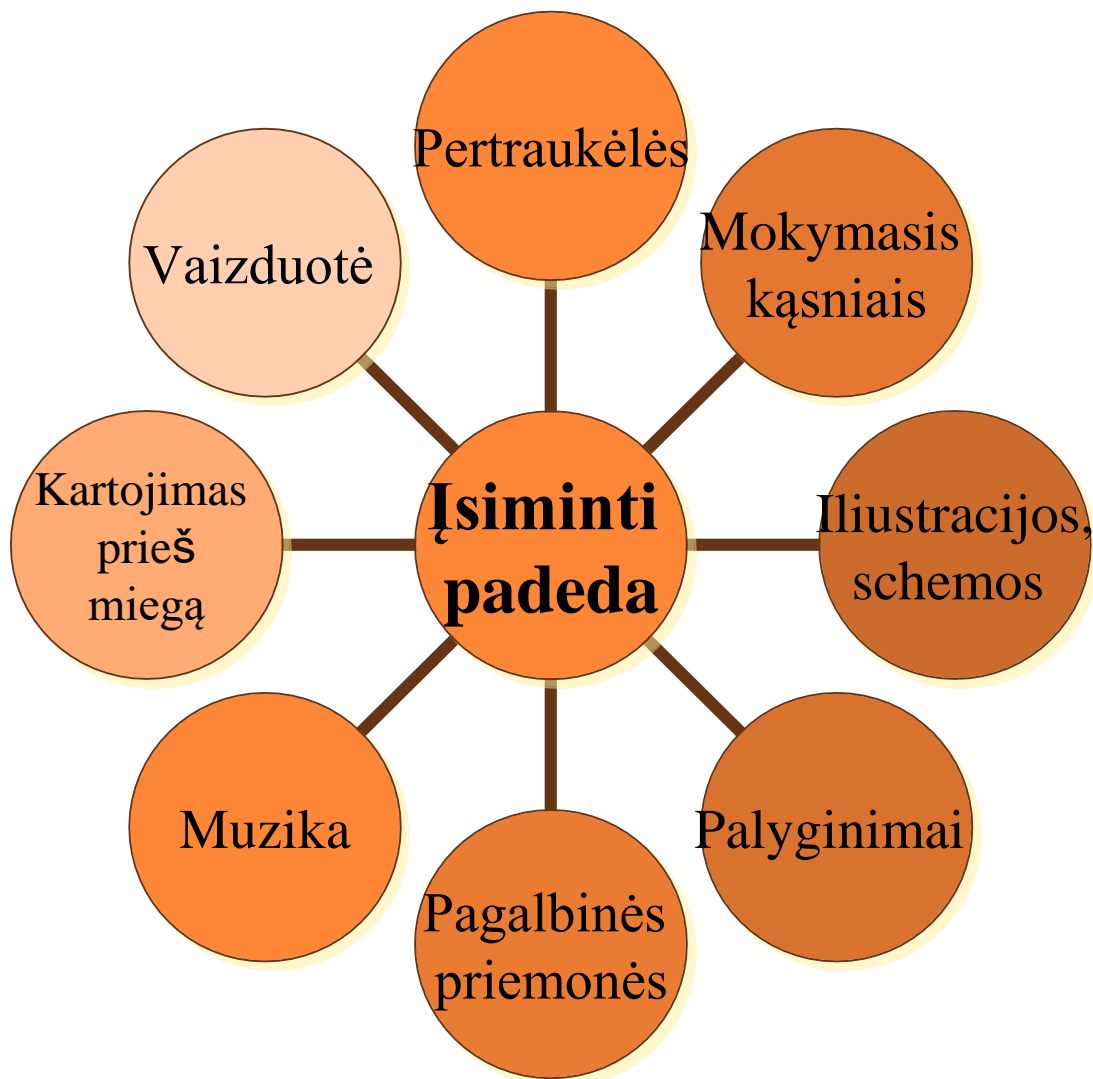 Įsiminti
padeda
Pertraukėlės
Mokymasis
kąsniais
Iliustracijos,
schemos
Palyginimai
Pagalbinės
priemonės
Muzika
Kartojimas
prieš
miegą
Vaizduotė